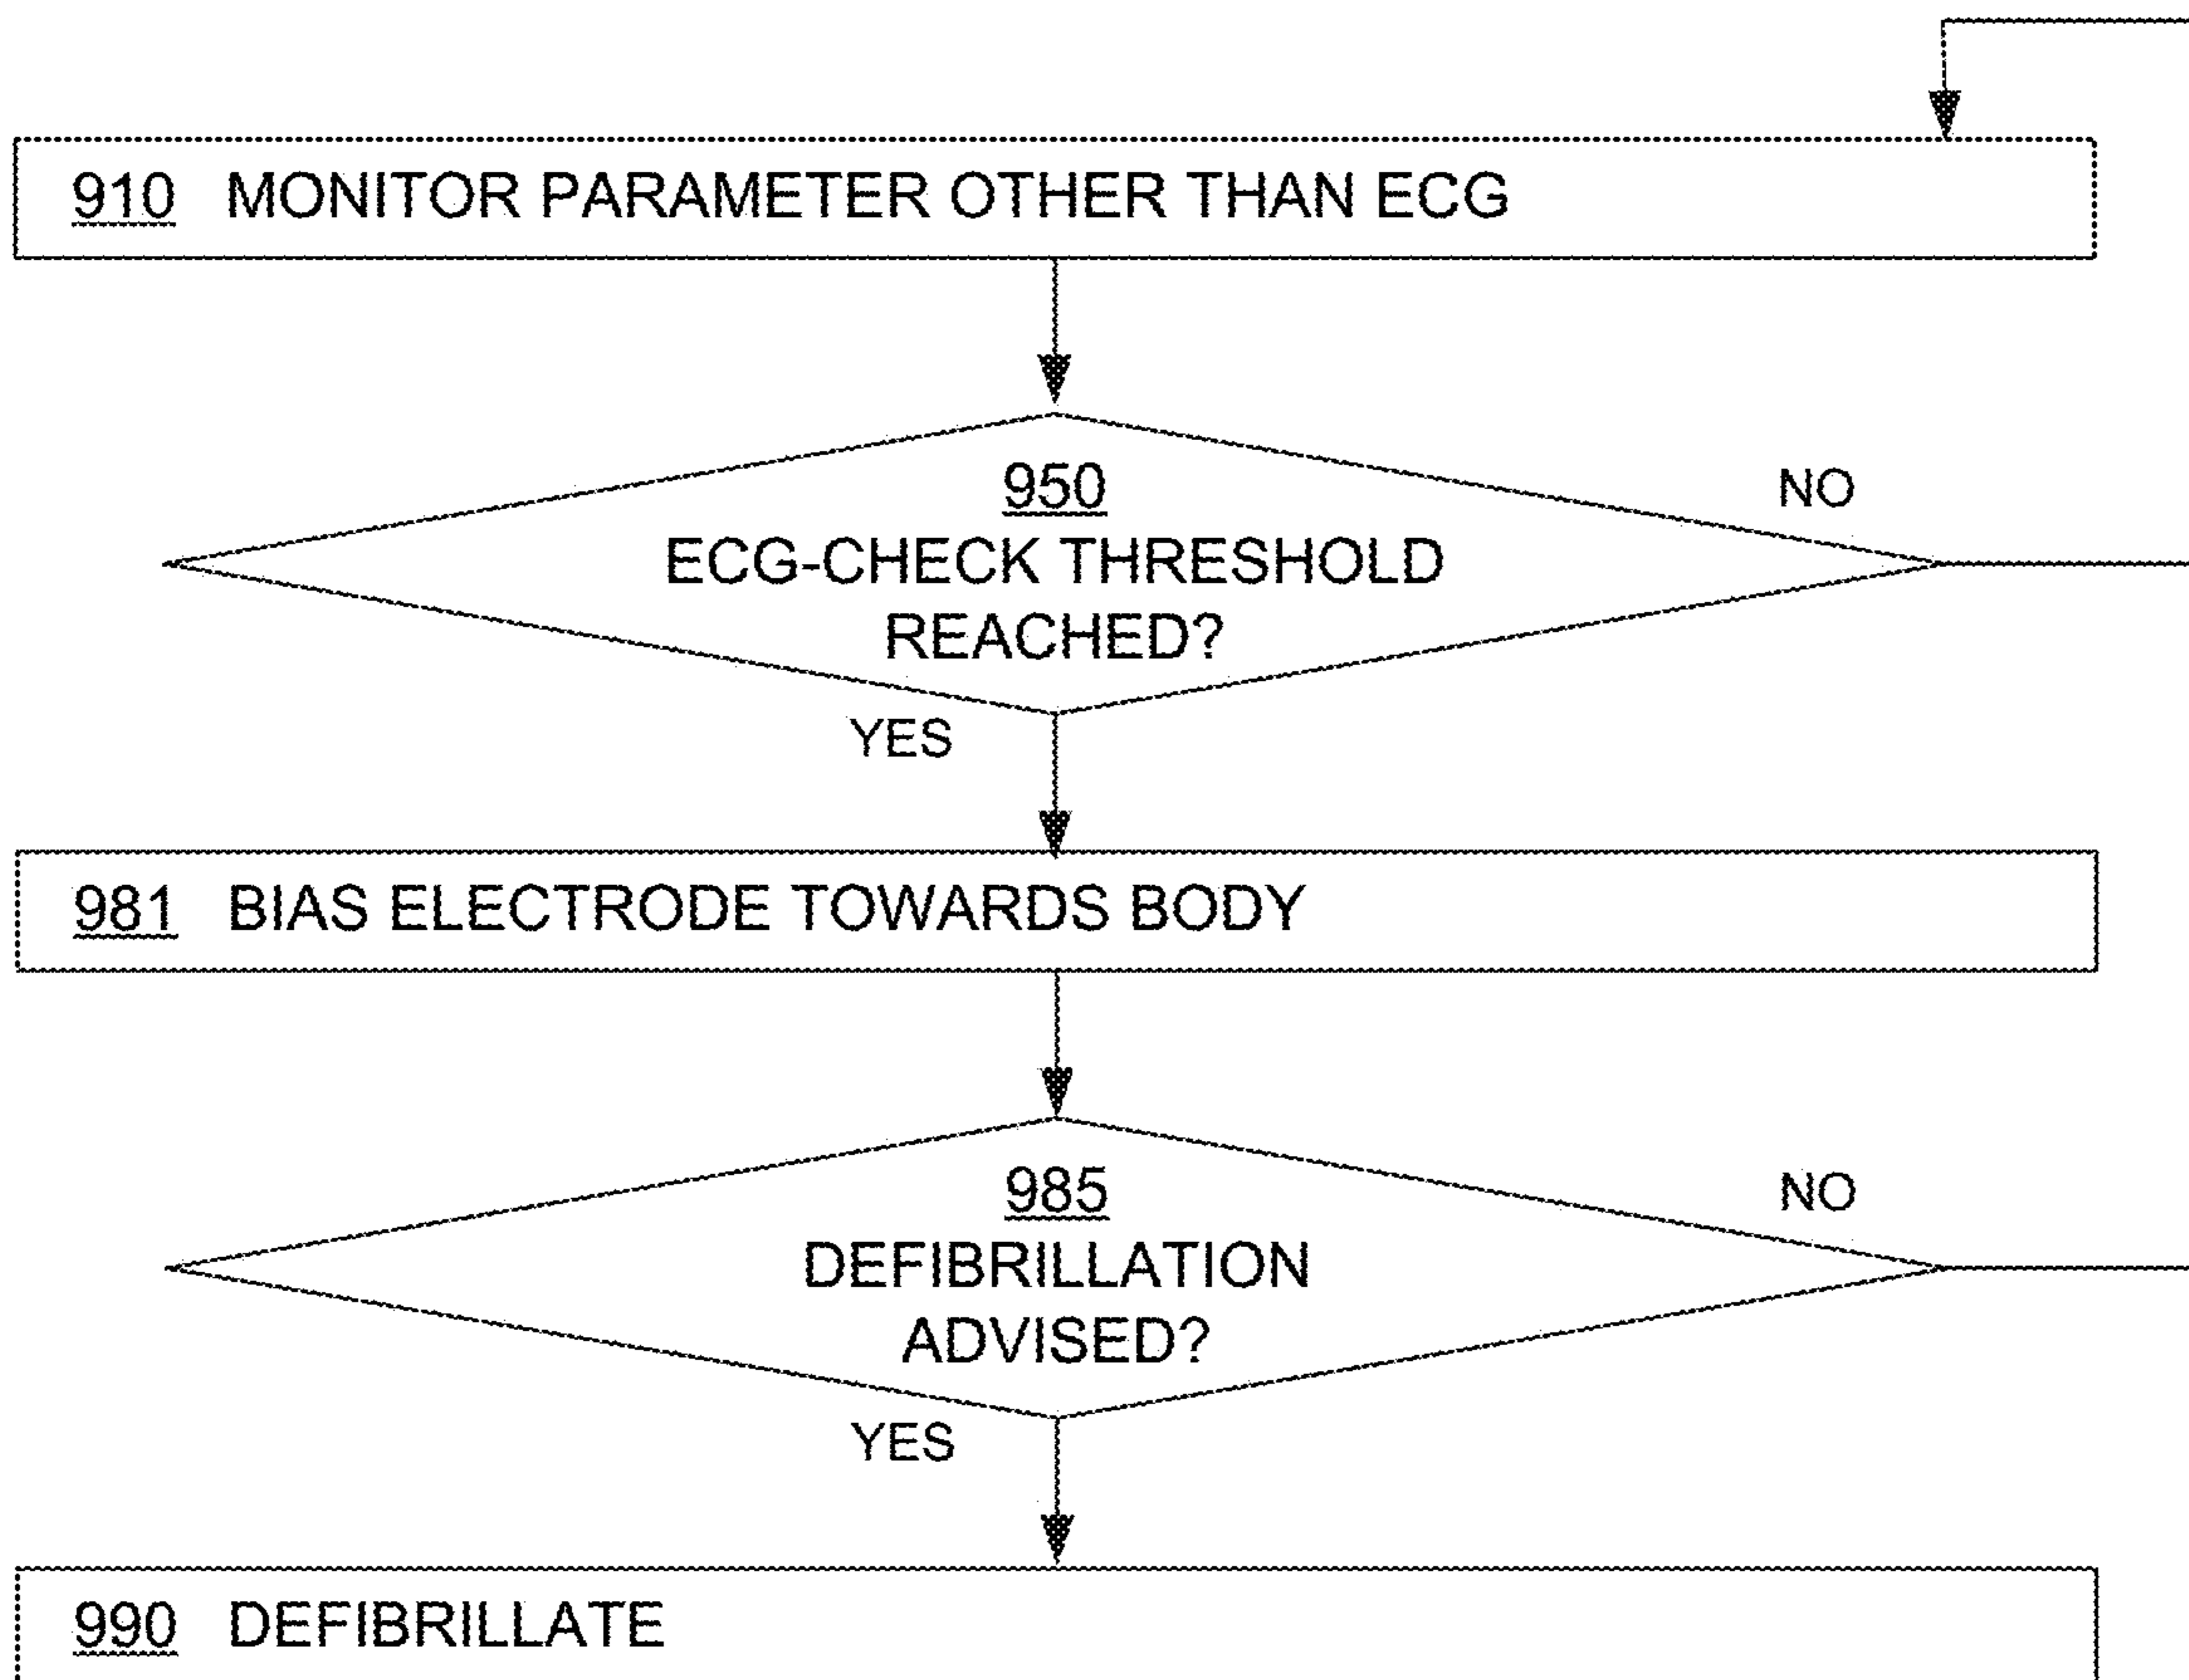 910 MONITOR PARAMETER OTHER THAN ECG
950
NO
ECG-CHECK THRESHOLD
REACHED?
YES
981 BIAS ELECTRODE TOWARDS BODY
985
NO
DEFIBRILLATION
ADVISED?
YES
990 DEFIBRILLATE